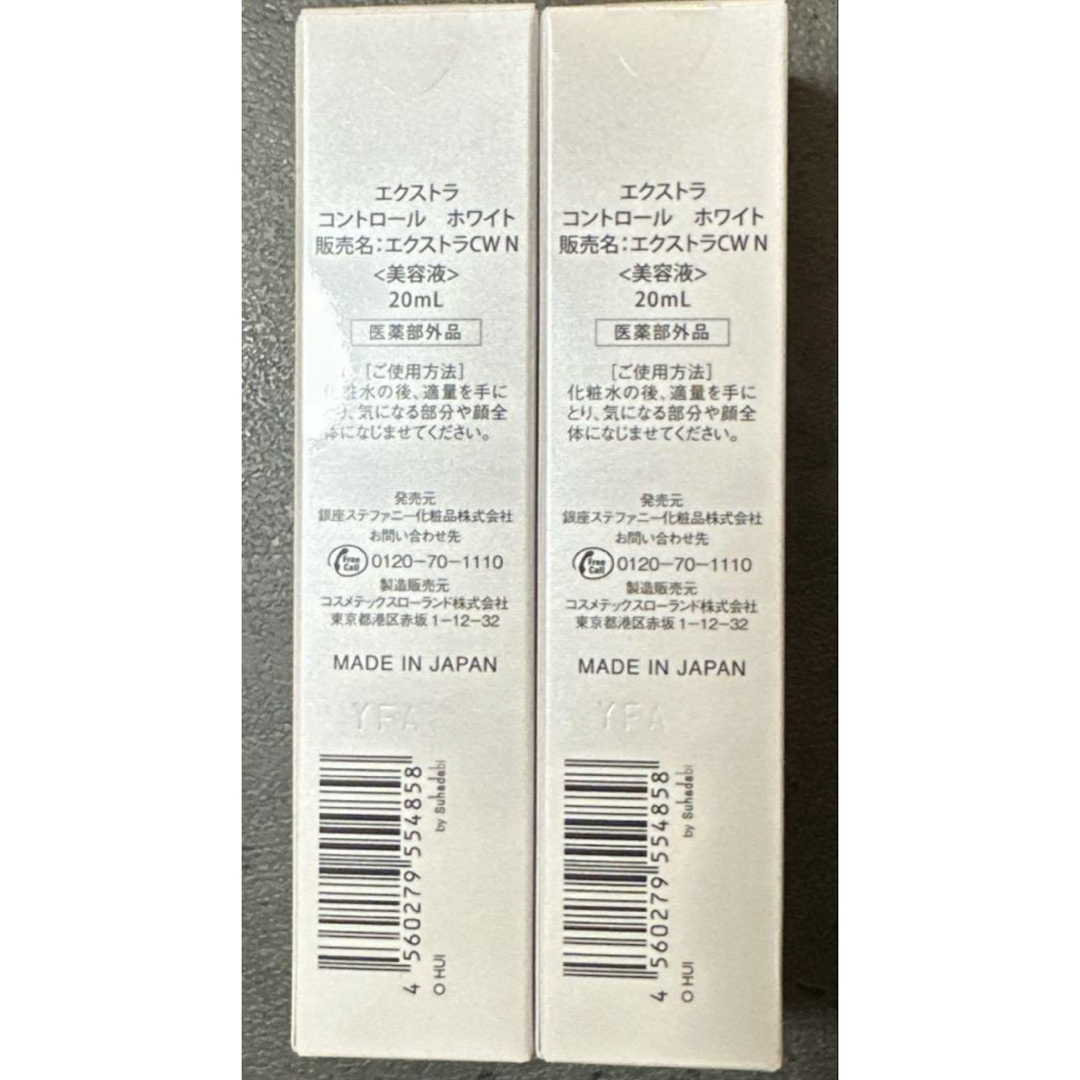 エクストラ
コントロール ホワイト
販売名:エクストラCW N
<美容液>
20mL
医薬部外品
[ご使用方法]
化粧水の後、適量を手に
とり、気になる部分や顔全
体になじませてください。
発売元
銀座ステファニー化粧品株式会社
お問い合わせ先
Free Call 0120-70-1110
製造販売元
コスメテックスローランド株式会社
東京都港区赤坂1-12-32
MADE IN JAPAN
YFA
4 560279 554858
O HUI by Suhadabi
エクストラ
コントロール ホワイト
販売名:エクストラCW N
<美容液>
20mL
医薬部外品
[ご使用方法]
化粧水の後、適量を手に
とり、気になる部分や顔全
体になじませてください。
発売元
銀座ステファニー化粧品株式会社
お問い合わせ先
Free Call 0120-70-1110
製造販売元
コスメテックスローランド株式会社
東京都港区赤坂1-12-32
MADE IN JAPAN
YFA
4 560279 554858
O HUI by Suhadabi